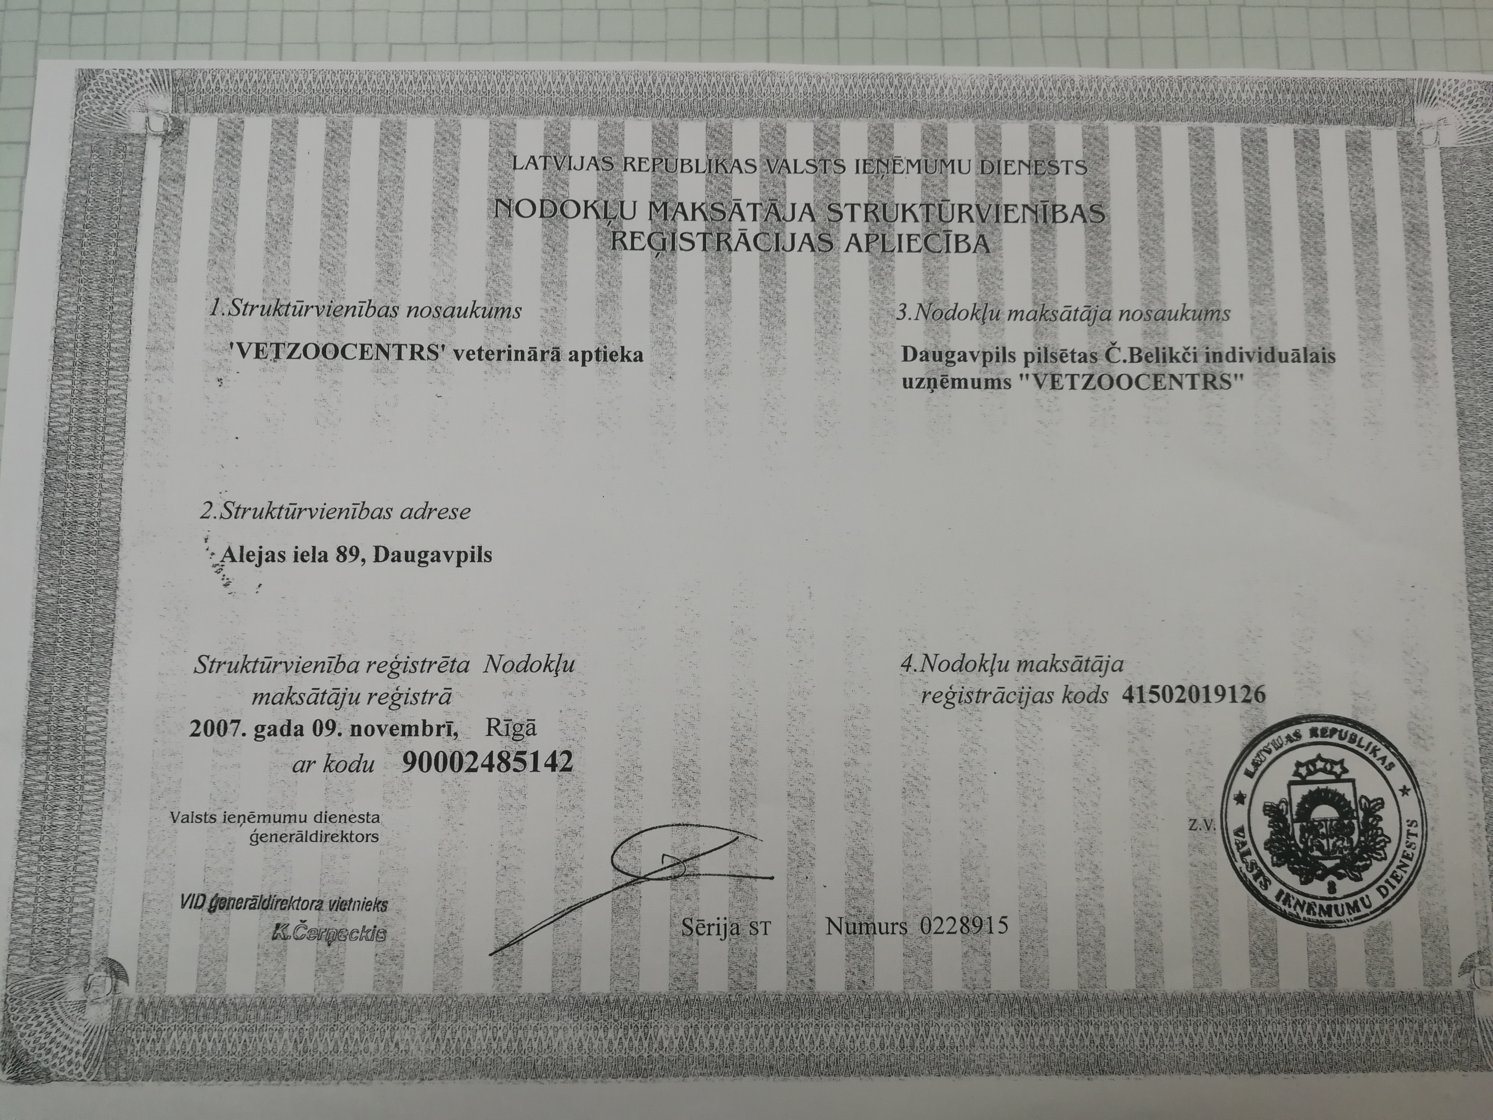 LATVIJAS REPUBLIKAS VALSTS IEŅĒMUMU DIENESTS
NODOKĻU MAKSĀTĀJA STRUKTŪRVIENĪBAS
REĢISTRĀCIJAS APLIECĪBA
1.Struktūrvienības nosaukums
'VETZOOCENTRS' veterinārā aptieka
3.Nodokļu maksātāja nosaukums
Daugavpils pilsētas Č.Belikči individuālais
uzņēmums "VETZOOCENTRS"
2.Struktūrvienības adrese
Alejas iela 89, Daugavpils
Struktūrvienība reģistrēta Nodokļu
maksātāju reģistrā
2007. gada 09. novembrī, Rīgā
ar kodu 90002485142
4.Nodokļu maksātāja
reģistrācijas kods 41502019126
Valsts ieņēmumu dienesta
ģenerāldirektors
VID ģenerāldirektora vietnieks
K.Čerņeckis
Sērija ST Numurs 0228915
Z.V.
LATVIJAS REPUBLIKAS
VALSTS IEŅĒMUMU DIENESTS
8